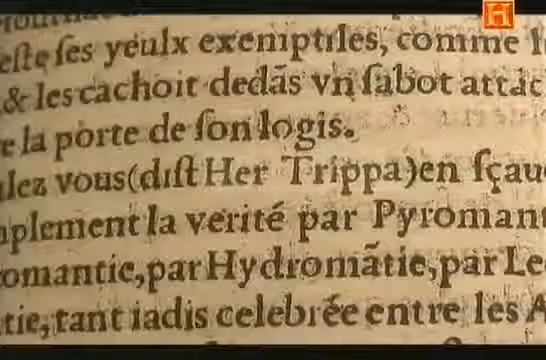 este ſes yeulx exemptiles, comme
& les cachoit dedãs vn ſabot attac
e la porte de ſon logis.
lez vous (diſt Her Trippa) en ſçau
plement la verité par Pyromant
omantie, par Hydromãtie, par Le
tie, tant iadis celebrée entre les A
H